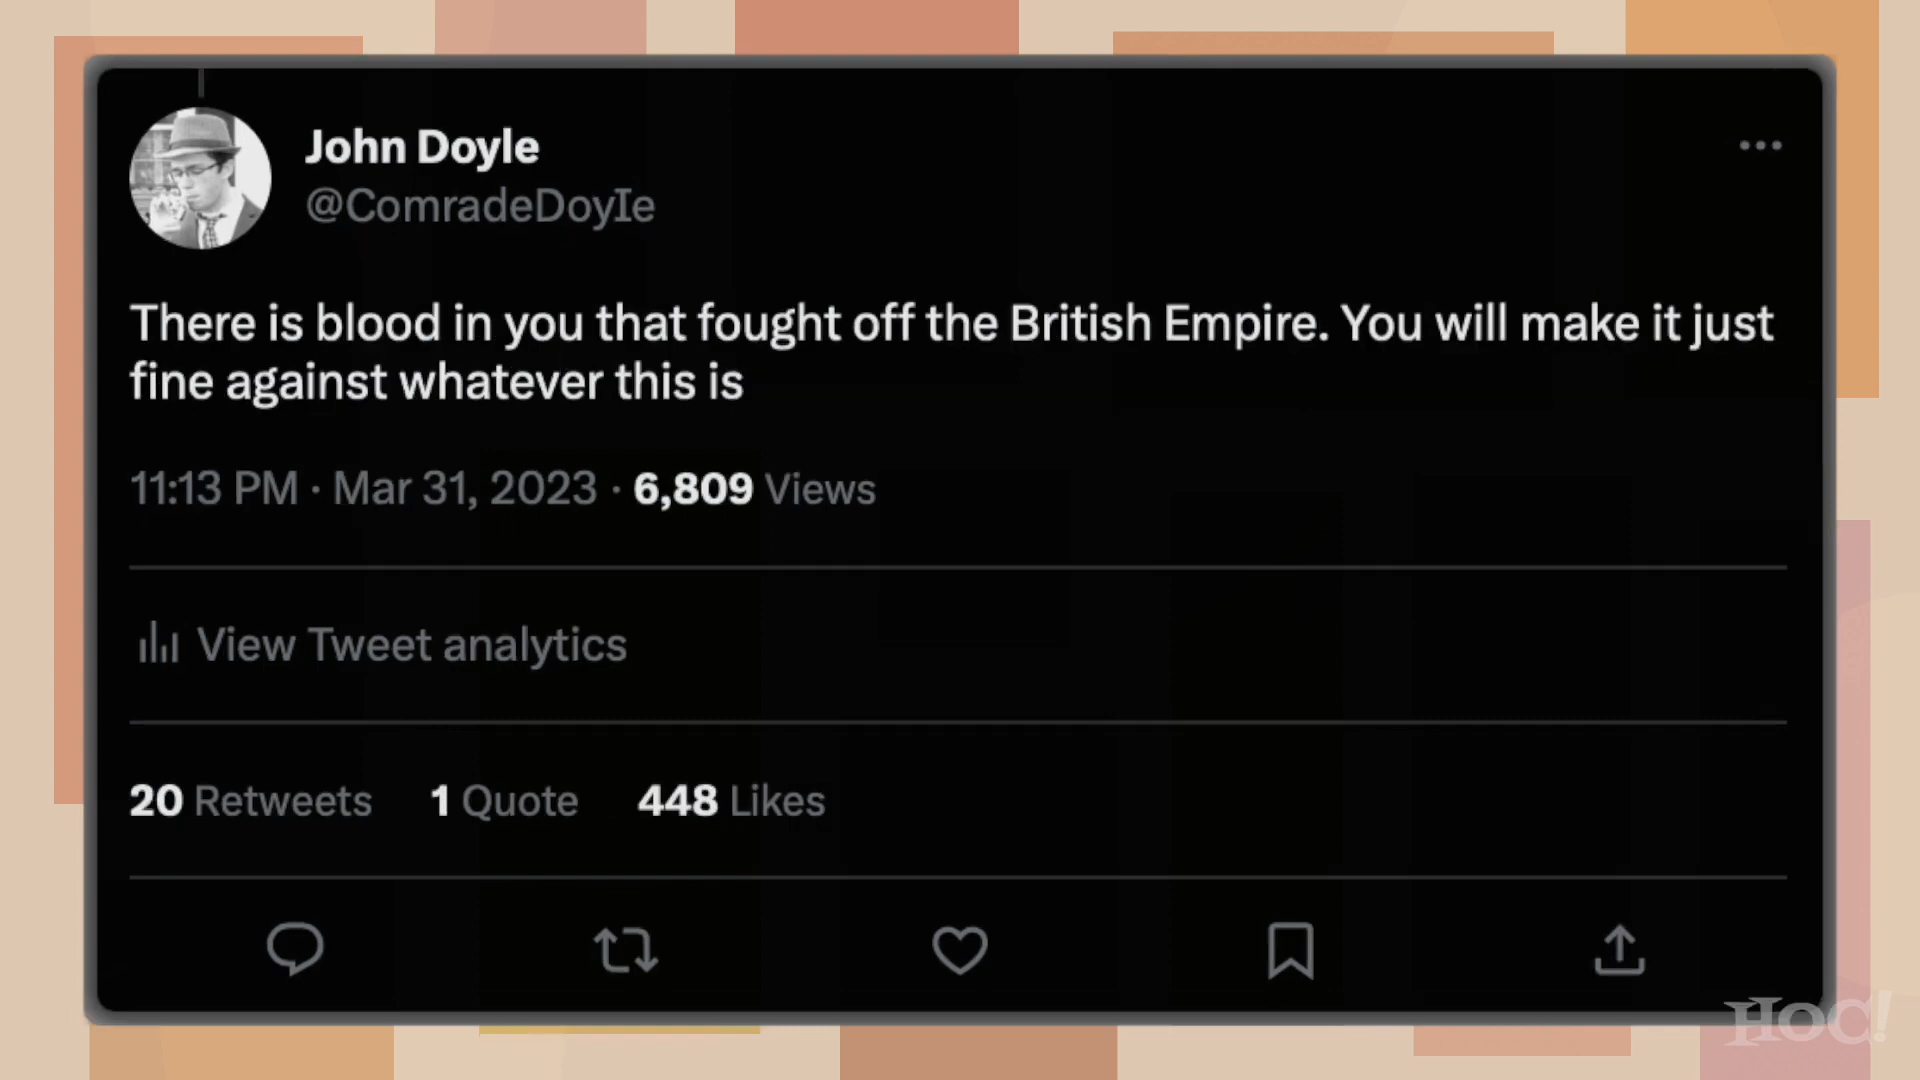 John Doyle
@ComradeDoyIe
There is blood in you that fought off the British Empire. You will make it just
fine against whatever this is
11:13 PM · Mar 31, 2023 · 6,809 Views
View Tweet analytics
20 Retweets 1 Quote 448 Likes
HOC!